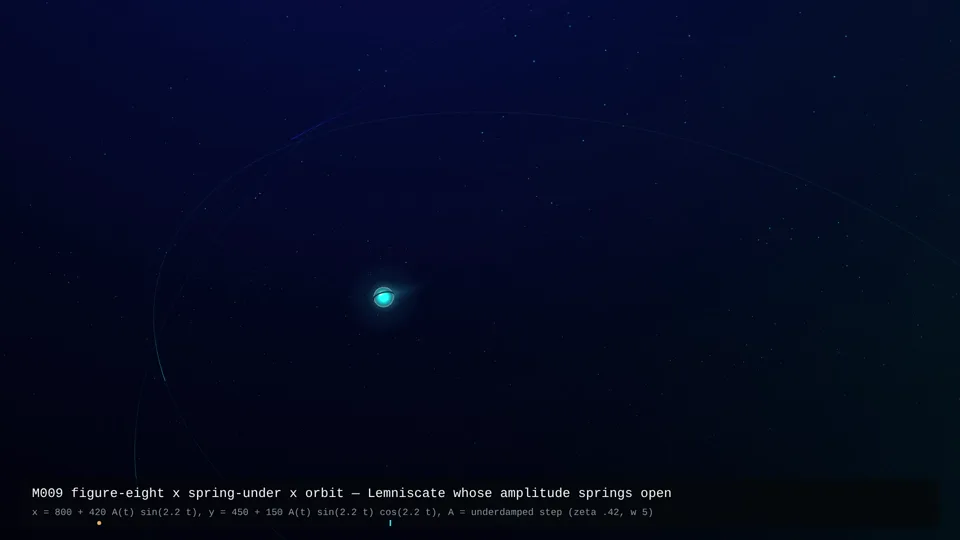 M009 figure-eight x spring-under x orbit — Lemniscate whose amplitude springs open
x = 800 + 420 A(t) sin(2.2 t), y = 450 + 150 A(t) sin(2.2 t) cos(2.2 t), A = underdamped step (zeta .42, w 5)